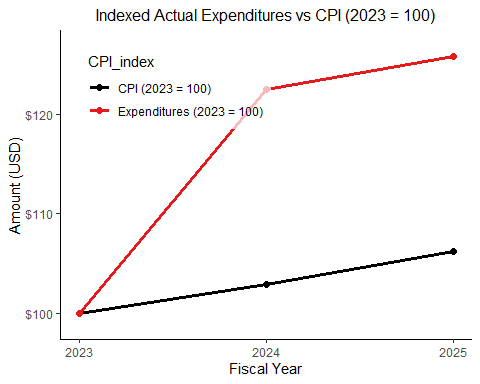 Indexed Actual Expenditures vs CPI (2023 = 100)
CPI_index
CPI (2023 = 100)
Expenditures (2023 = 100)
Amount (USD)
$120
$110
$100
2023
2024
2025
Fiscal Year